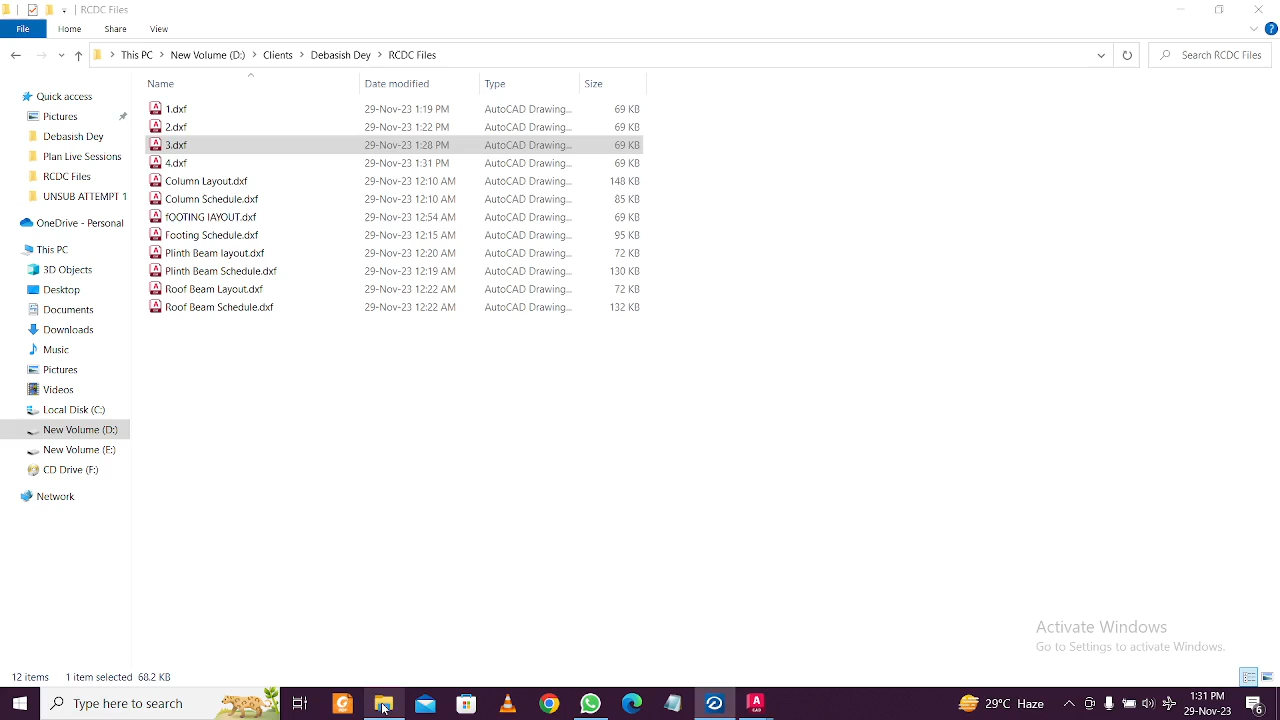 RCDC Files
File Home Share View
This PC New Volume (D:) Clients Debasish Dey RCDC Files Search RCDC Files
Name Date modified Type Size
Quick access
Pictures
Debasish Dey
Plan Live Sessions
RCDC Files
UNSUB ATTEMPT 1
OneDrive - Personal
This PC
3D Objects
Desktop
Documents
Downloads
Music
Pictures
Videos
Local Disk (C:)
New Volume (D:)
New Volume (E:)
CD Drive (F:)
Network
1.dxf 29-Nov-23 1:19 PM AutoCAD Drawing... 69 KB
2.dxf 29-Nov-23 1:22 PM AutoCAD Drawing... 69 KB
3.dxf 29-Nov-23 1:28 PM AutoCAD Drawing... 69 KB
4.dxf 29-Nov-23 1:31 PM AutoCAD Drawing... 69 KB
Column Layout.dxf 29-Nov-23 12:10 AM AutoCAD Drawing... 148 KB
Column Schedule.dxf 29-Nov-23 12:10 AM AutoCAD Drawing... 85 KB
fOOTING lAYOUT.dxf 29-Nov-23 12:54 AM AutoCAD Drawing... 69 KB
Footing Schedule.dxf 29-Nov-23 12:15 AM AutoCAD Drawing... 95 KB
Plinth Beam layout.dxf 29-Nov-23 12:20 AM AutoCAD Drawing... 72 KB
Plinth Beam Schedule.dxf 29-Nov-23 12:19 AM AutoCAD Drawing... 130 KB
Roof Beam Layout.dxf 29-Nov-23 12:22 AM AutoCAD Drawing... 72 KB
Roof Beam Schedule.dxf 29-Nov-23 12:22 AM AutoCAD Drawing... 132 KB
Activate Windows
Go to Settings to activate Windows.
12 items 1 item selected 68.2 KB
Type here to search 29°C Haze 1:31 PM
29-Nov-23 6